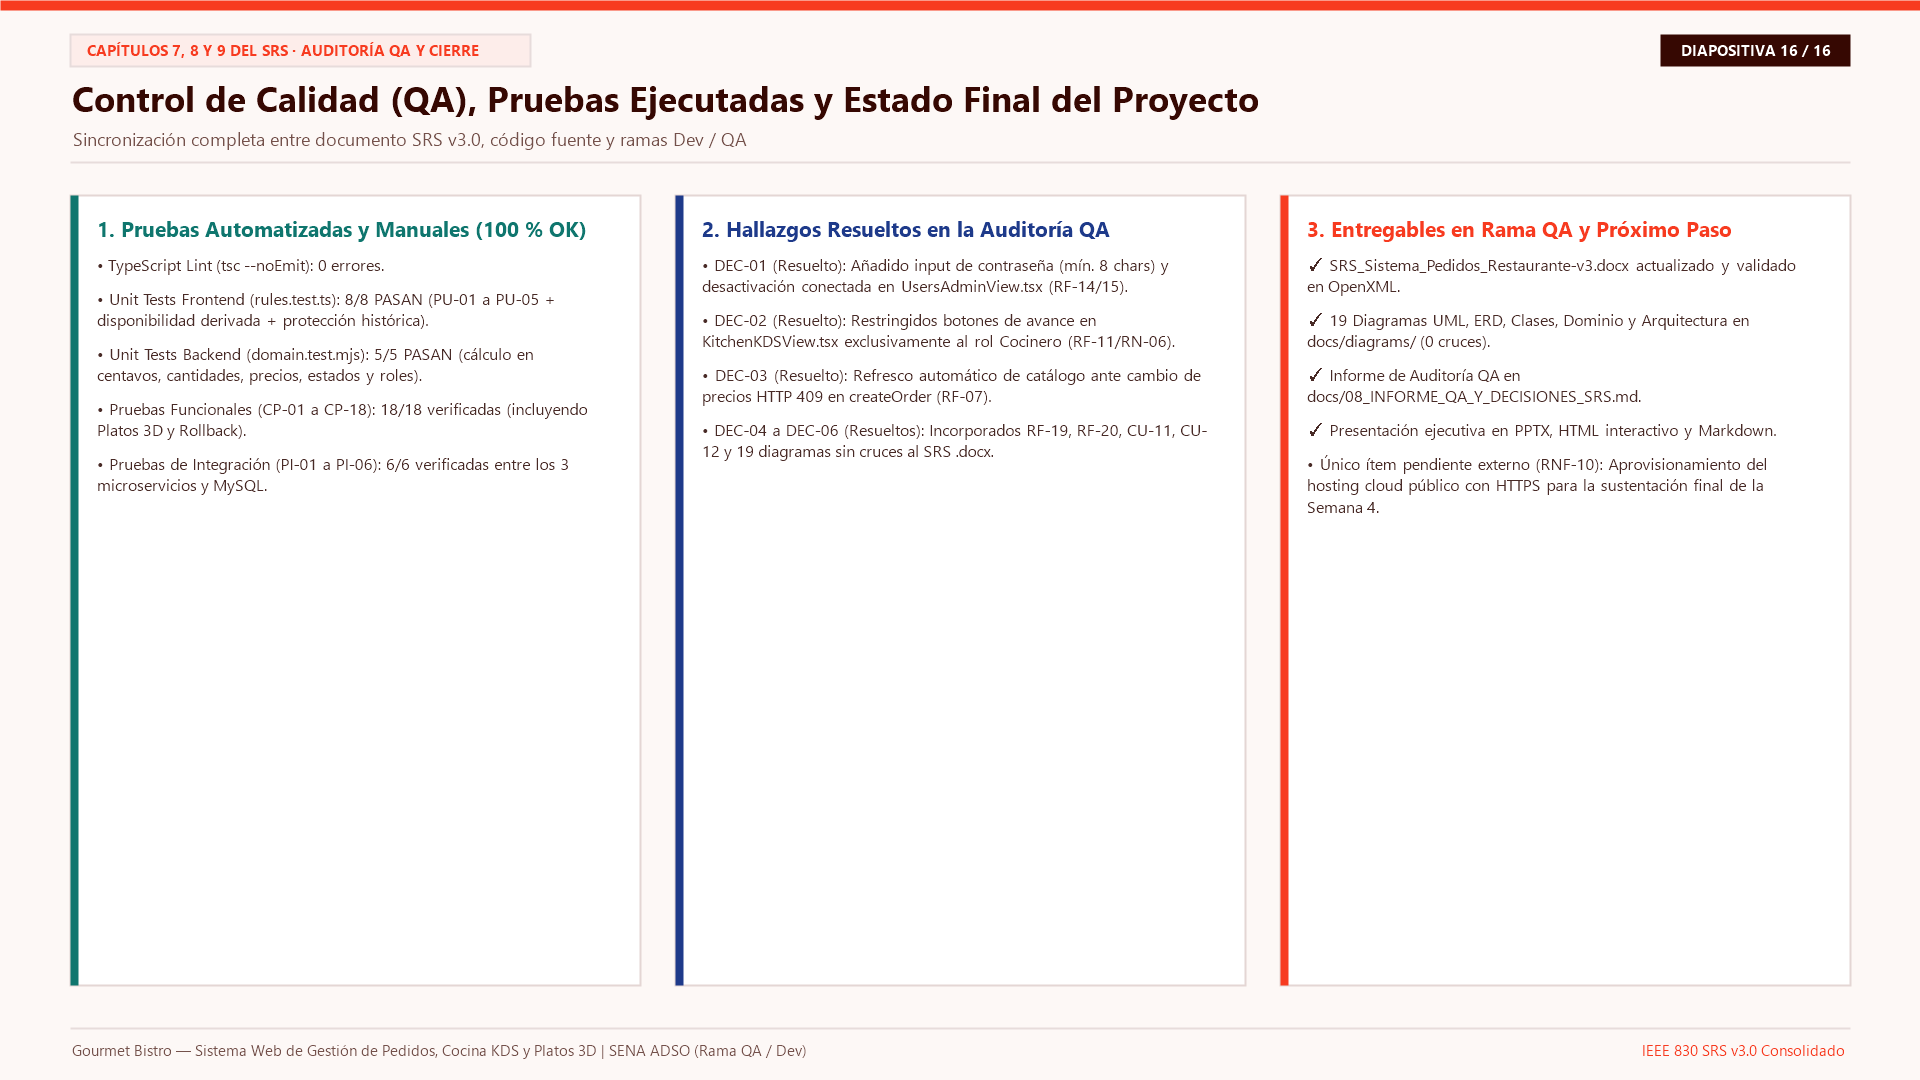 CAPÍTULOS 7, 8 Y 9 DEL SRS · AUDITORÍA QA Y CIERRE
DIAPOSITIVA 16 / 16
Control de Calidad (QA), Pruebas Ejecutadas y Estado Final del Proyecto
Sincronización completa entre documento SRS v3.0, código fuente y ramas Dev / QA
1. Pruebas Automatizadas y Manuales (100 % OK)
• TypeScript Lint (tsc --noEmit): 0 errores.
• Unit Tests Frontend (rules.test.ts): 8/8 PASAN (PU-01 a PU-05 +
disponibilidad derivada + protección histórica).
• Unit Tests Backend (domain.test.mjs): 5/5 PASAN (cálculo en
centavos, cantidades, precios, estados y roles).
• Pruebas Funcionales (CP-01 a CP-18): 18/18 verificadas (incluyendo
Platos 3D y Rollback).
• Pruebas de Integración (PI-01 a PI-06): 6/6 verificadas entre los 3
microservicios y MySQL.
2. Hallazgos Resueltos en la Auditoría QA
• DEC-01 (Resuelto): Añadido input de contraseña (mín. 8 chars) y
desactivación conectada en UsersAdminView.tsx (RF-14/15).
• DEC-02 (Resuelto): Restringidos botones de avance en
KitchenKDSView.tsx exclusivamente al rol Cocinero (RF-11/RN-06).
• DEC-03 (Resuelto): Refresco automático de catálogo ante cambio de
precios HTTP 409 en createOrder (RF-07).
• DEC-04 a DEC-06 (Resueltos): Incorporados RF-19, RF-20, CU-11, CU-
12 y 19 diagramas sin cruces al SRS .docx.
3. Entregables en Rama QA y Próximo Paso
✓ SRS_Sistema_Pedidos_Restaurante-v3.docx actualizado y validado
en OpenXML.
✓ 19 Diagramas UML, ERD, Clases, Dominio y Arquitectura en
docs/diagrams/ (0 cruces).
✓ Informe de Auditoría QA en
docs/08_INFORME_QA_Y_DECISIONES_SRS.md.
✓ Presentación ejecutiva en PPTX, HTML interactivo y Markdown.
• Único ítem pendiente externo (RNF-10): Aprovisionamiento del
hosting cloud público con HTTPS para la sustentación final de la
Semana 4.
Gourmet Bistro — Sistema Web de Gestión de Pedidos, Cocina KDS y Platos 3D | SENA ADSO (Rama QA / Dev)
IEEE 830 SRS v3.0 Consolidado